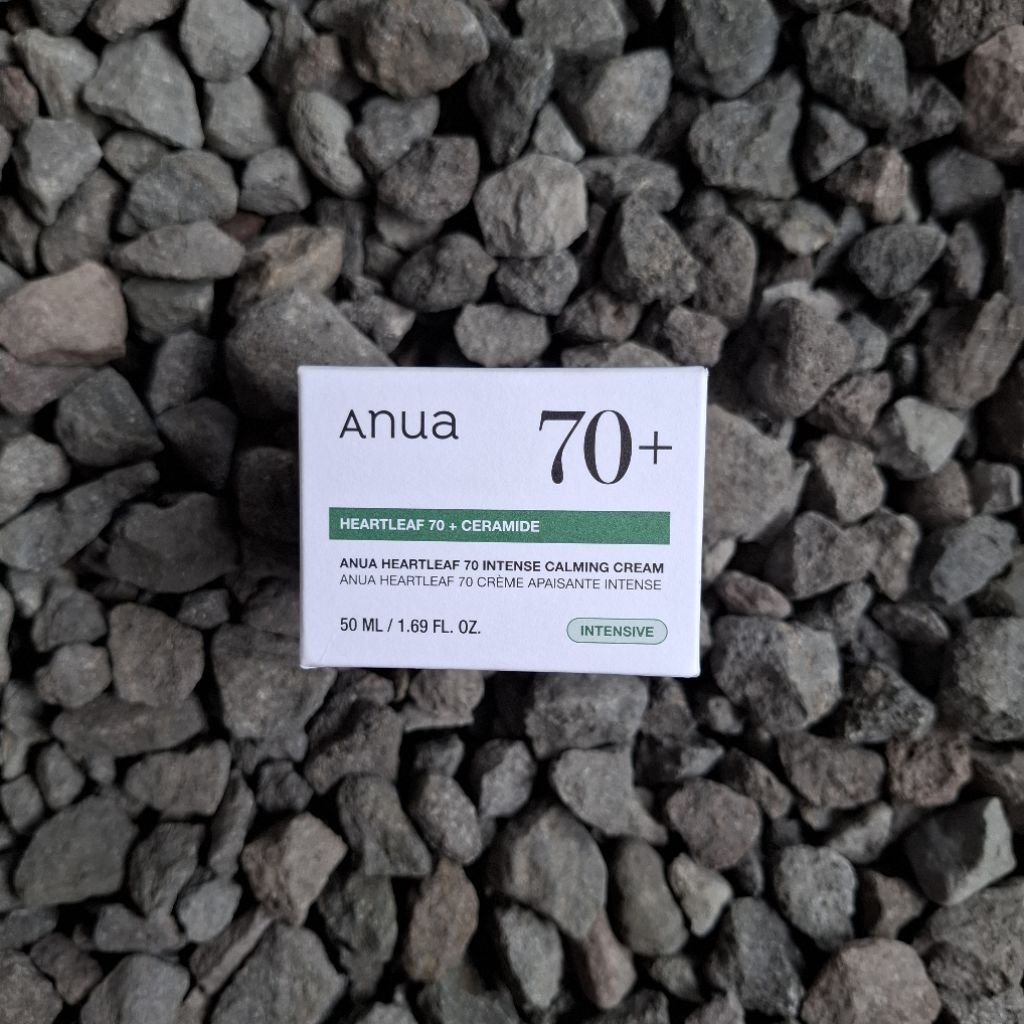 Anua
70+
HEARTLEAF 70 + CERAMIDE
ANUA HEARTLEAF 70 INTENSE CALMING CREAM
ANUA HEARTLEAF 70 CRÈME APAISANTE INTENSE
50 ML / 1.69 FL. OZ.
INTENSIVE